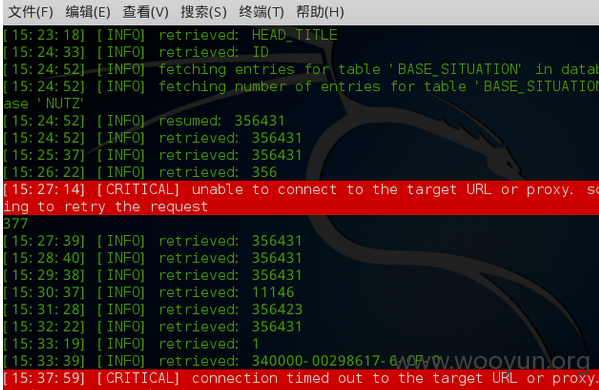 文件(F) 编辑(E) 查看(V) 搜索(S) 终端(T) 帮助(H)
[15:23:18] [INFO] retrieved: HEAD_TITLE
[15:24:33] [INFO] retrieved: ID
[15:24:52] [INFO] fetching entries for table 'BASE_SITUATION' in datab
[15:24:52] [INFO] fetching number of entries for table 'BASE_SITUATION
ase 'NUTZ'
[15:24:52] [INFO] resumed: 356431
[15:24:52] [INFO] retrieved: 356431
[15:25:37] [INFO] retrieved: 356431
[15:26:22] [INFO] retrieved: 356
[15:27:14] [CRITICAL] unable to connect to the target URL or proxy. sq
ing to retry the request
377
[15:27:39] [INFO] retrieved: 356431
[15:28:40] [INFO] retrieved: 356431
[15:29:38] [INFO] retrieved: 356431
[15:30:37] [INFO] retrieved: 11146
[15:31:28] [INFO] retrieved: 356423
[15:32:22] [INFO] retrieved: 356431
[15:33:19] [INFO] retrieved: 1
[15:33:39] [INFO] retrieved: 340000-00298617-
www.wooyun.org
[15:37:59] [CRITICAL] connection timed out to the target URL or proxy.